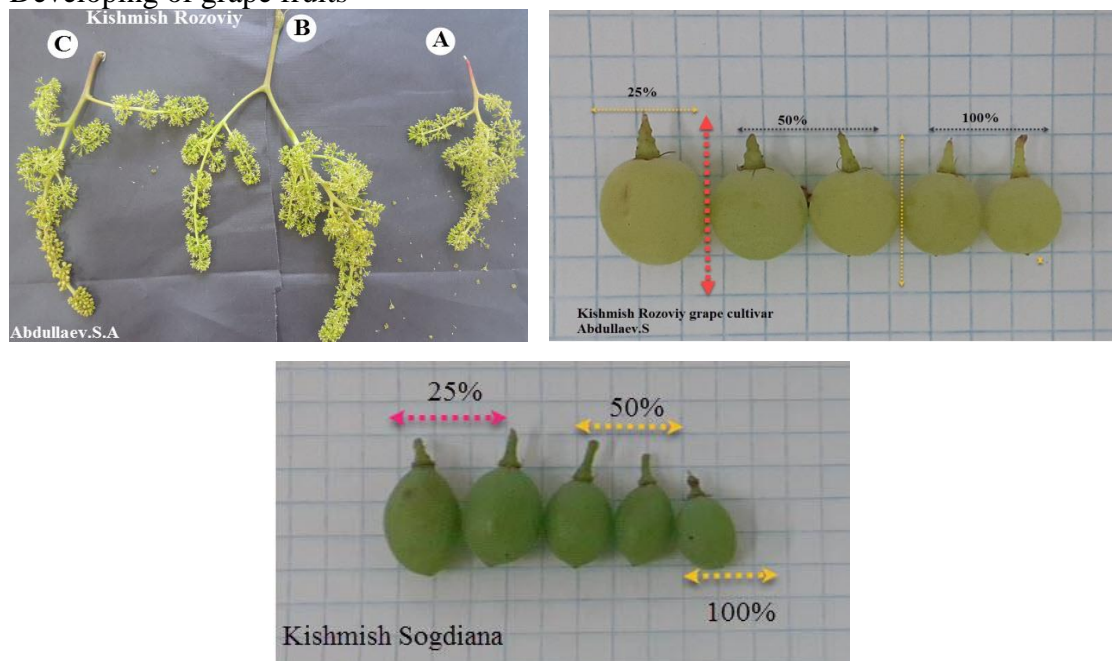 Developing of grape fruits
Kishmish Rozoviy
C
B
A
Abdullaev.S.A
25%
50%
100%
Kishmish Rozoviy grape cultivar
Abdullaev.S
25%
50%
100%
Kishmish Sogdiana